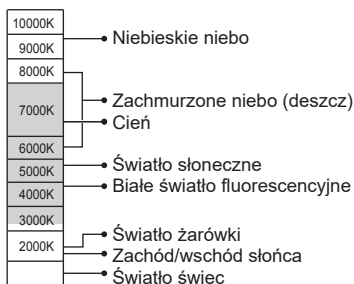 10000K
9000K
Niebieskie niebo
8000K
7000K
Zachmurzone niebo (deszcz)
Cień
6000K
5000K
Światło słoneczne
4000K
Białe światło fluorescencyjne
3000K
2000K
Światło żarówki
Zachód/wschód słońca
Światło świec